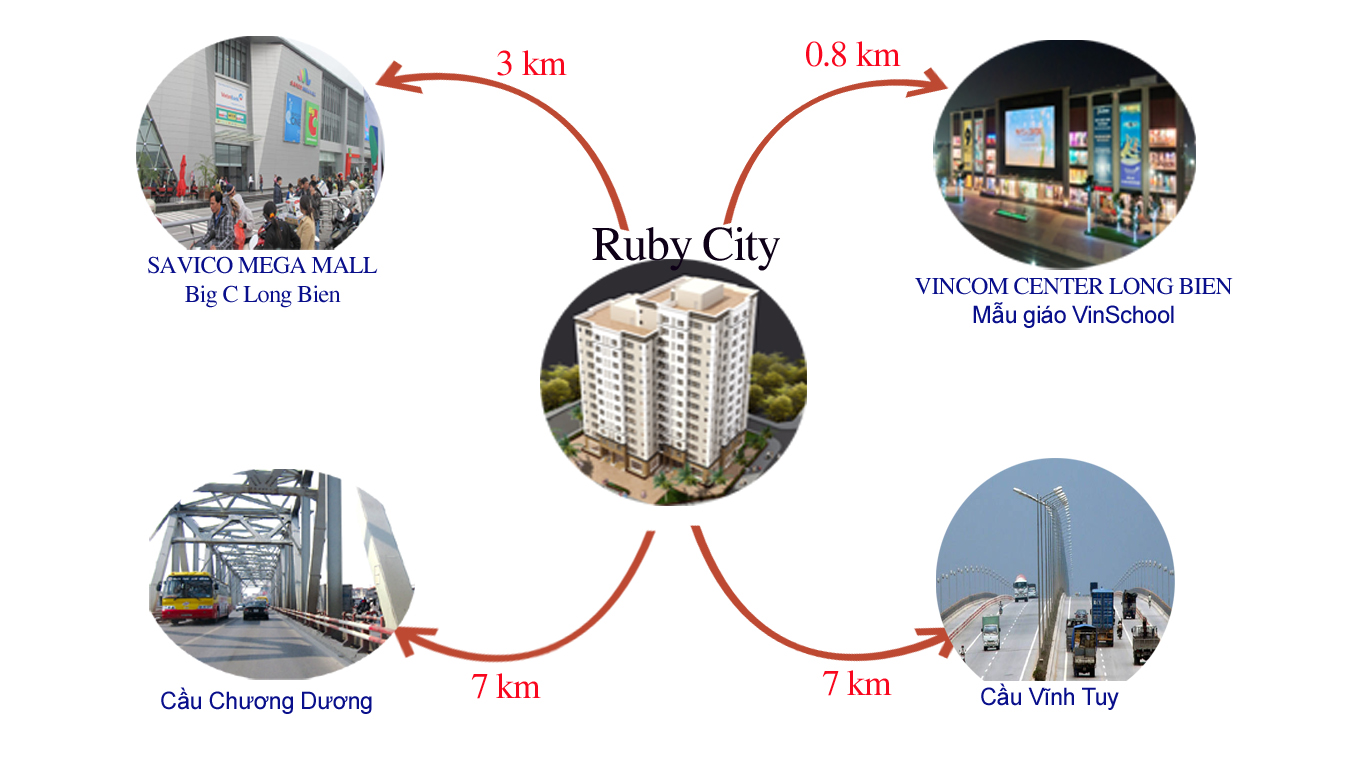 3 km
0.8 km
SAVICO MEGA MALL
Big C Long Bien
Ruby City
VINCOM CENTER LONG BIEN
Mẫu giáo VinSchool
Cầu Chương Dương
7 km
7 km
Cầu Vĩnh Tuy